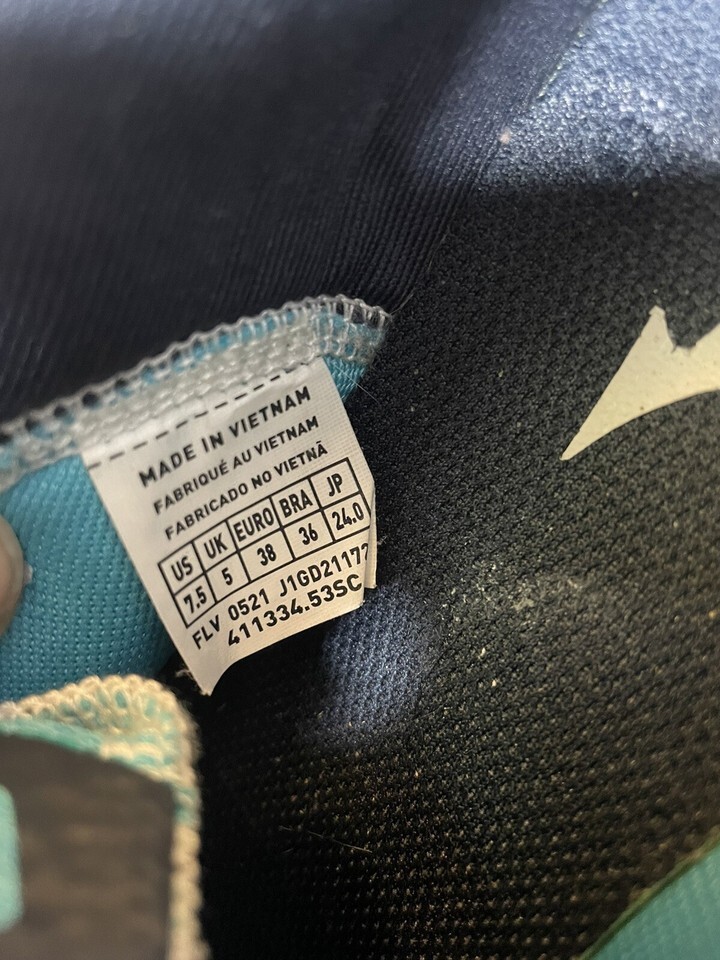 MADE IN VIETNAM
FABRIQUÉ AU VIETNAM
FABRICADO NO VIETNÃ
US UK EURO BRA JP
7.5 5 38 36 24.0
FLV 0521 J1GD211772
411334.53SC